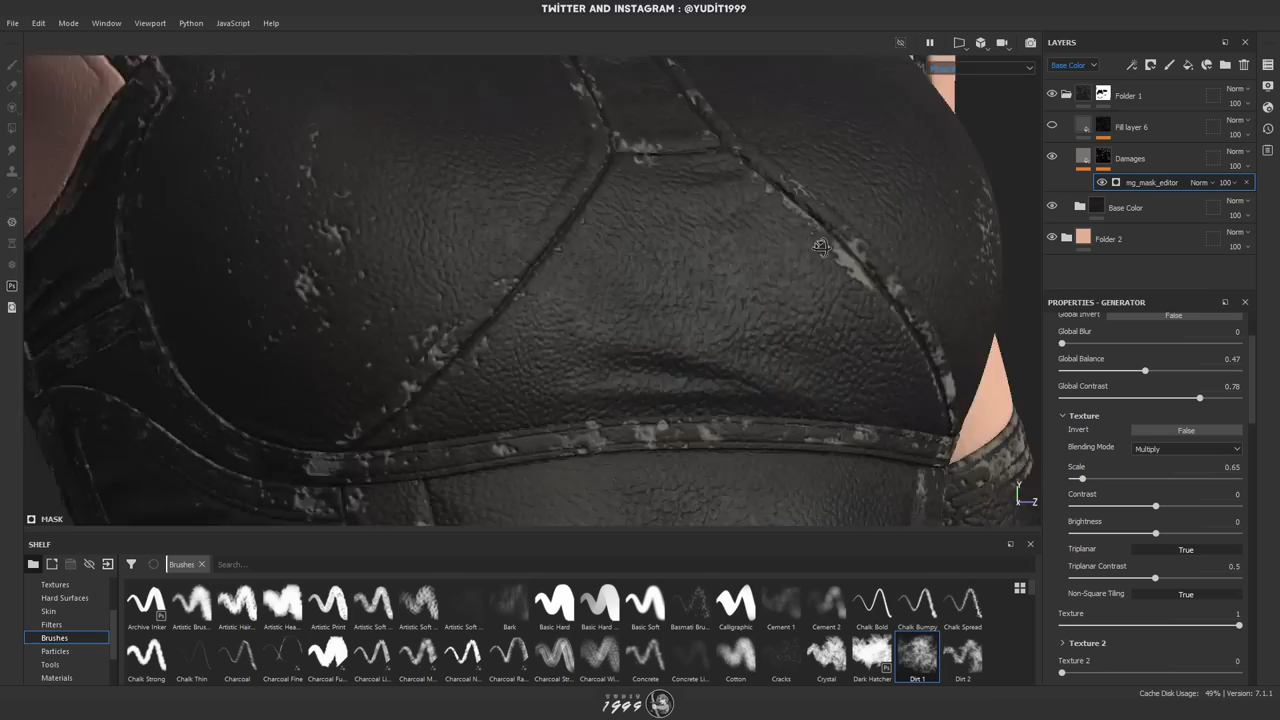 TWITTER AND INSTAGRAM : @YUDIT1999
File Edit Mode Window Viewport Python JavaScript Help
LAYERS
Base Color
Folder 1 Norm 100
Fill layer 6 Norm 100
Damages Norm 100
mg_mask_editor Norm 100
Base Color Norm 100
Folder 2 Norm 100
PROPERTIES - GENERATOR
Global Invert False
Global Blur 0
Global Balance 0.47
Global Contrast 0.78
Texture
Invert False
Blending Mode Multiply
Scale 0.65
Contrast 0
Brightness 0
Triplanar True
Triplanar Contrast 0.5
Non-Square Tiling True
Texture 1
Texture 2
Texture 2 0
Y
Z
MASK
SHELF
Brushes Search...
Textures
Hard Surfaces
Skin
Filters
Brushes
Particles
Tools
Materials
Archive Inker Artistic Brus... Artistic Hair... Artistic Hea... Artistic Print Artistic Soft ... Artistic Soft ... Artistic Soft ... Bark Basic Hard Basic Hard ... Basic Soft Basmati Bru... Calligraphic Cement 1 Cement 2 Chalk Bold Chalk Bumpy Chalk Spread
Chalk Strong Chalk Thin Charcoal Charcoal Fine Charcoal Fu... Charcoal Li... Charcoal M... Charcoal N... Charcoal Ra... Charcoal Str... Charcoal Wi... Concrete Concrete Li... Cotton Cracks Crystal Dark Hatcher Dirt 1 Dirt 2
YUDIT
1999
Cache Disk Usage: 49% | Version: 7.1.1